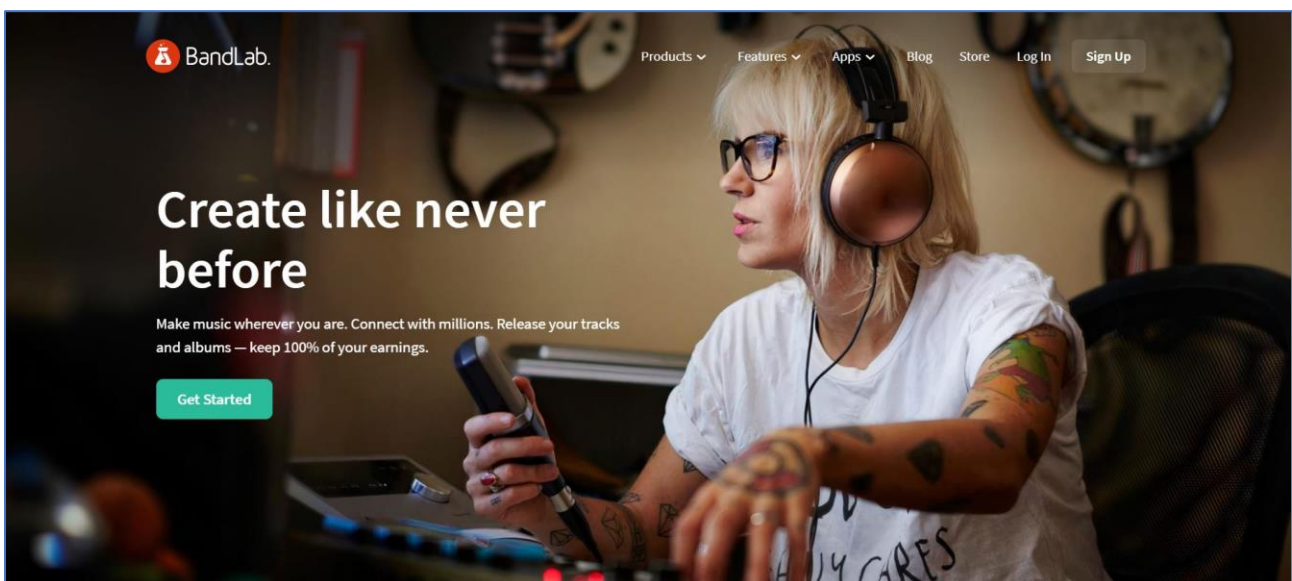 BandLab.
Products
Features
Apps
Blog
Store
Log In
Sign Up
Create like never
before
Make music wherever you are. Connect with millions. Release your tracks
and albums — keep 100% of your earnings.
Get Started
CRES